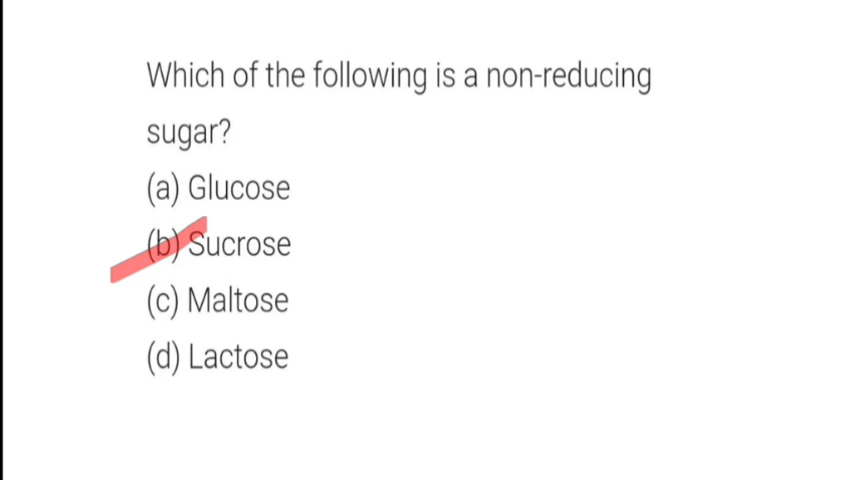 Which of the following is a non-reducing
sugar?
(a) Glucose
(b) Sucrose
(c) Maltose
(d) Lactose